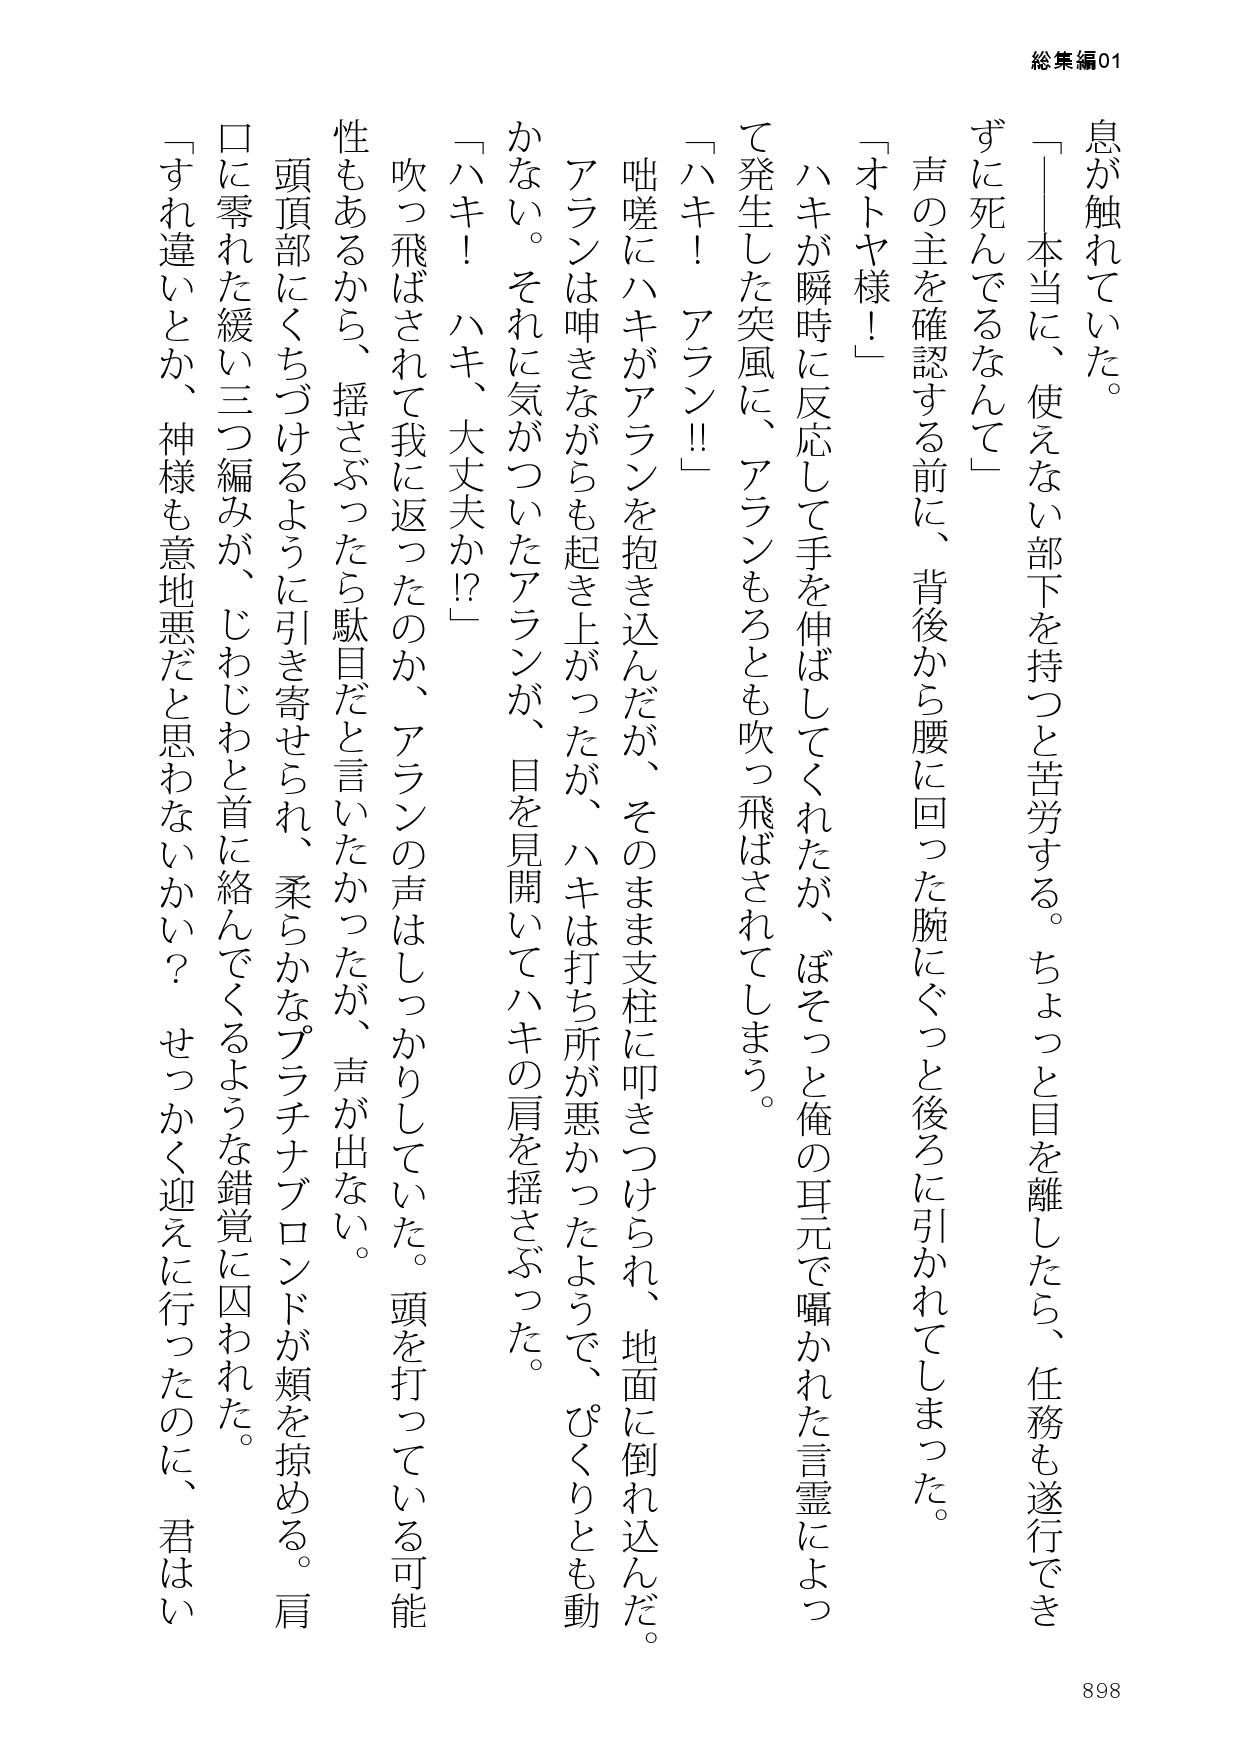 総集編01
息が触れていた。
「――本当に、使えない部下を持つと苦労する。ちょっと目を離したら、任務も遂行でき
ずに死んでるなんて」
　声の主を確認する前に、背後から腰に回った腕にぐっと後ろに引かれてしまった。
「オトヤ様！」
　ハキが瞬時に反応して手を伸ばしてくれたが、ぼそっと俺の耳元で囁かれた言霊によっ
て発生した突風に、アランもろとも吹っ飛ばされてしまう。
「ハキ！　アラン!!」
　咄嗟にハキがアランを抱き込んだが、そのまま支柱に叩きつけられ、地面に倒れ込んだ。
　アランは呻きながらも起き上がったが、ハキは打ち所が悪かったようで、ぴくりとも動
かない。それに気がついたアランが、目を見開いてハキの肩を揺さぶった。
「ハキ！　ハキ、大丈夫か!?」
　吹っ飛ばされて我に返ったのか、アランの声はしっかりしていた。頭を打っている可能
性もあるから、揺さぶったら駄目だと言いたかったが、声が出ない。
　頭頂部にくちづけるように引き寄せられ、柔らかなプラチナブロンドが頬を掠める。肩
口に零れた緩い三つ編みが、じわじわと首に絡んでくるような錯覚に囚われた。
「すれ違いとか、神様も意地悪だと思わないかい？　せっかく迎えに行ったのに、君はい
898